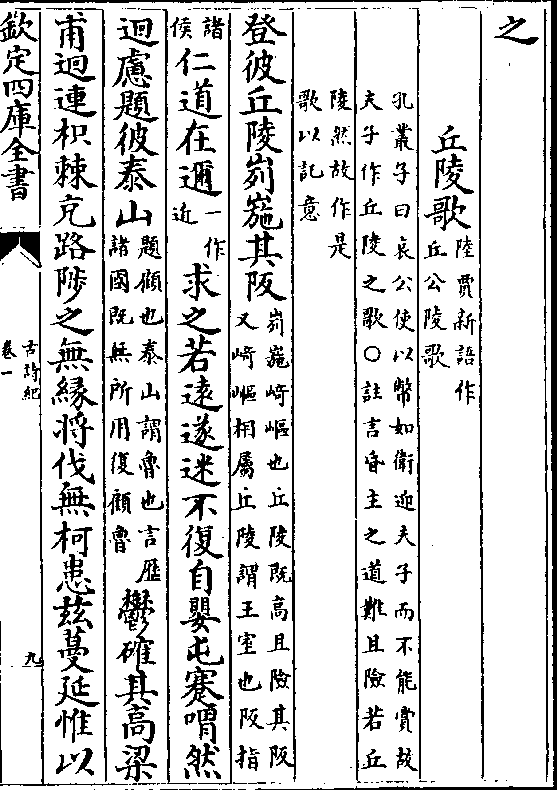 之
丘陵歌陸賈新語作
丘公陵歌
孔叢子曰哀公使以幣如衛迎夫子而不能賞故
夫子作丘陵之歌○註言昏主之道難且險若丘
陵然故作是
歌以記意
登彼丘陵峛崺其阪峛崺崎嶇也丘陵既高且險其阪
又崎嶇相屬丘陵謂王室也阪指
諸
侯仁道在邇一作
近求之若遠遂迷不復自嬰屯蹇喟然
迴慮題彼泰山題顧也泰山謂魯也言歷
諸國既無所用復顧魯鬱確其高梁
甫迴連枳棘充路陟之無緣將伐無柯患茲蔓延惟以
欽定四庫全書
古詩紀
卷一
九